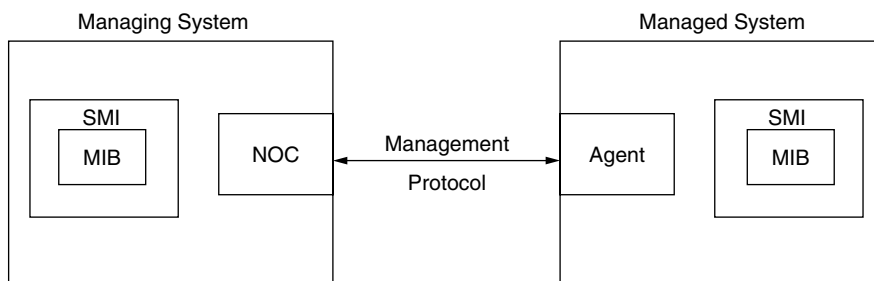 Managing System
Managed System
SMI
MIB
NOC
Management
Protocol
Agent
SMI
MIB